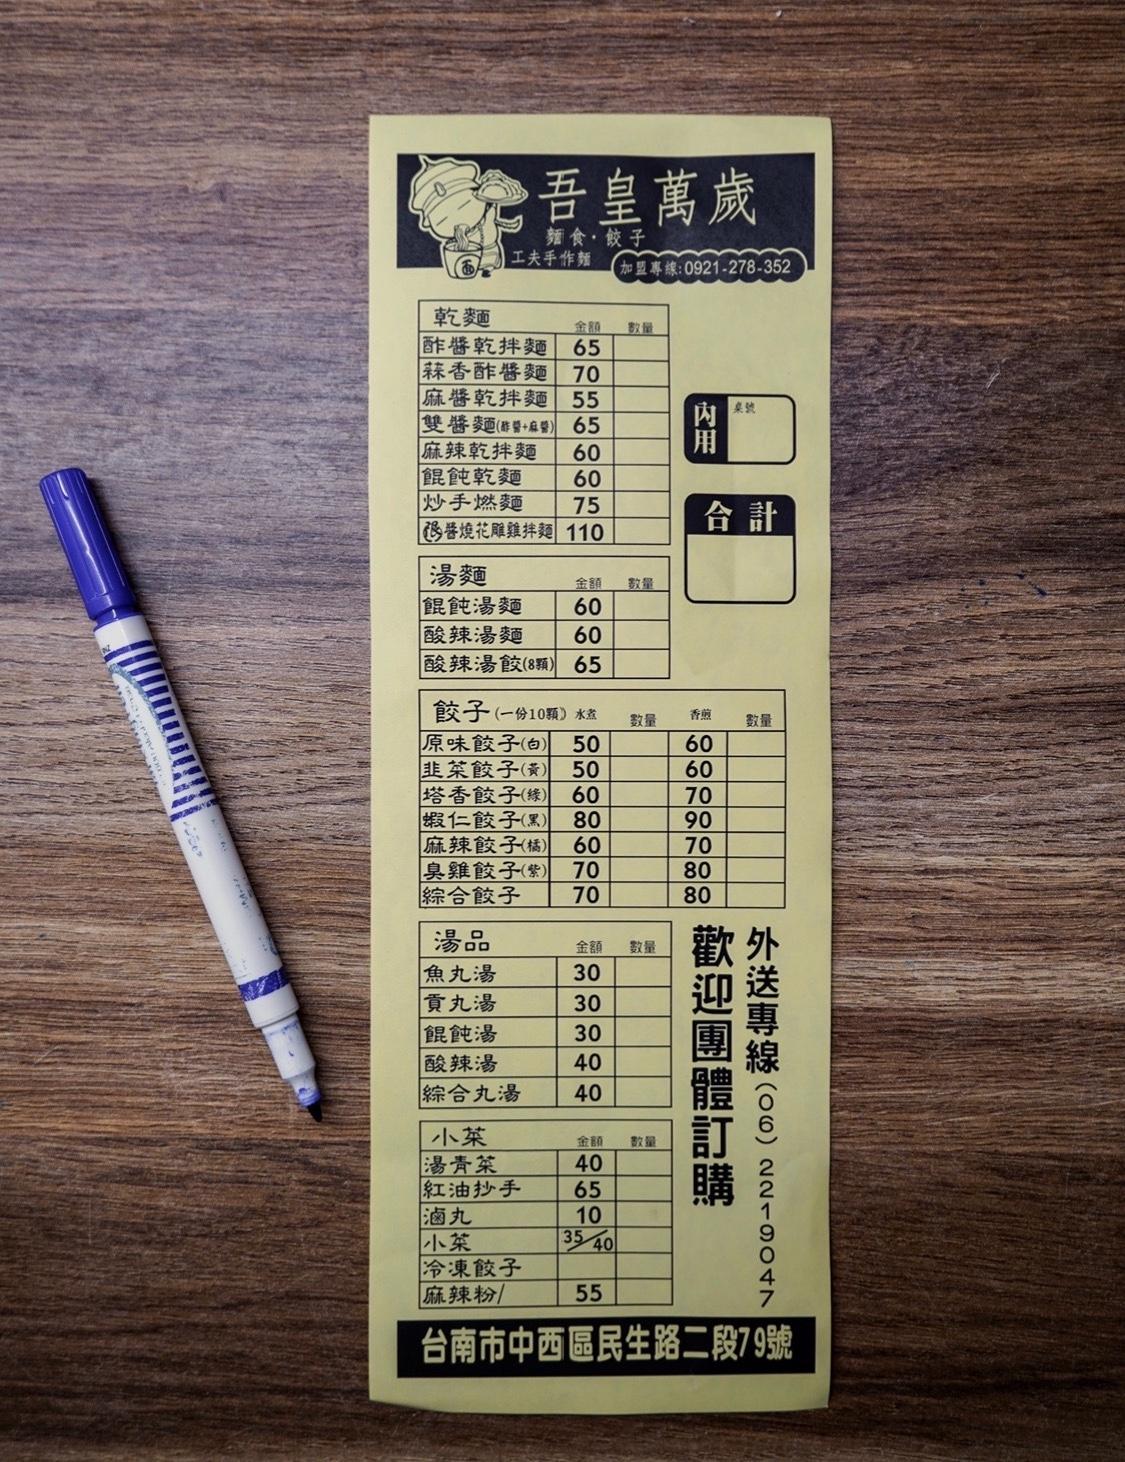 吾皇萬歲
麵食·餃子
工夫手作麵
加盟專線:0921-278-352
乾麵 金額 數量
酢醬乾拌麵 65
蒜香酢醬麵 70
麻醬乾拌麵 55
雙醬麵(酢醬+麻醬) 65
麻辣乾拌麵 60
餛飩乾麵 60
炒手燃麵 75
醬燒花雕雞拌麵 110
內用 桌號
合計
湯麵 金額 數量
餛飩湯麵 60
酸辣湯麵 60
酸辣湯餃(8顆) 65
餃子(一份10顆) 水煮 數量 香煎 數量
原味餃子(白) 50 60
韭菜餃子(黃) 50 60
塔香餃子(綠) 60 70
蝦仁餃子(黑) 80 90
麻辣餃子(橘) 60 70
臭雞餃子(紫) 70 80
綜合餃子 70 80
湯品 金額 數量
魚丸湯 30
貢丸湯 30
餛飩湯 30
酸辣湯 40
綜合丸湯 40
外送專線(06)2219047
歡迎團體訂購
小菜 金額 數量
湯青菜 40
紅油抄手 65
滷丸 10
小菜 35/40
冷凍餃子
麻辣粉/ 55
台南市中西區民生路二段79號